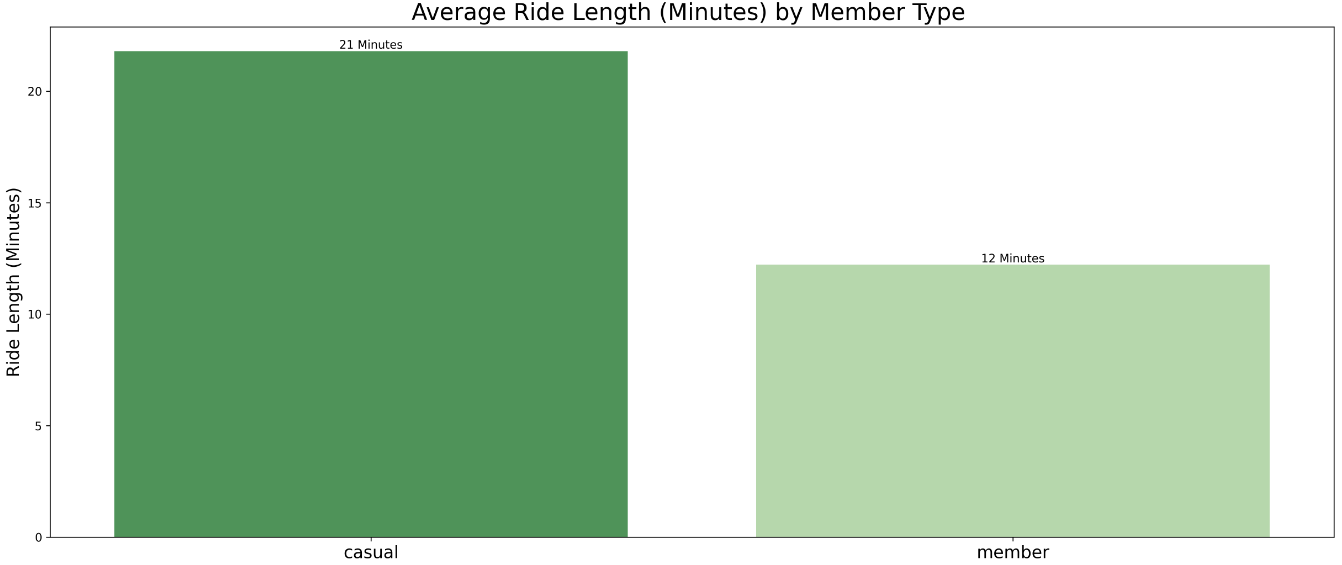 Average Ride Length (Minutes) by Member Type
21 Minutes
20
15
12 Minutes
10
5
0
Ride Length (Minutes)
casual
member